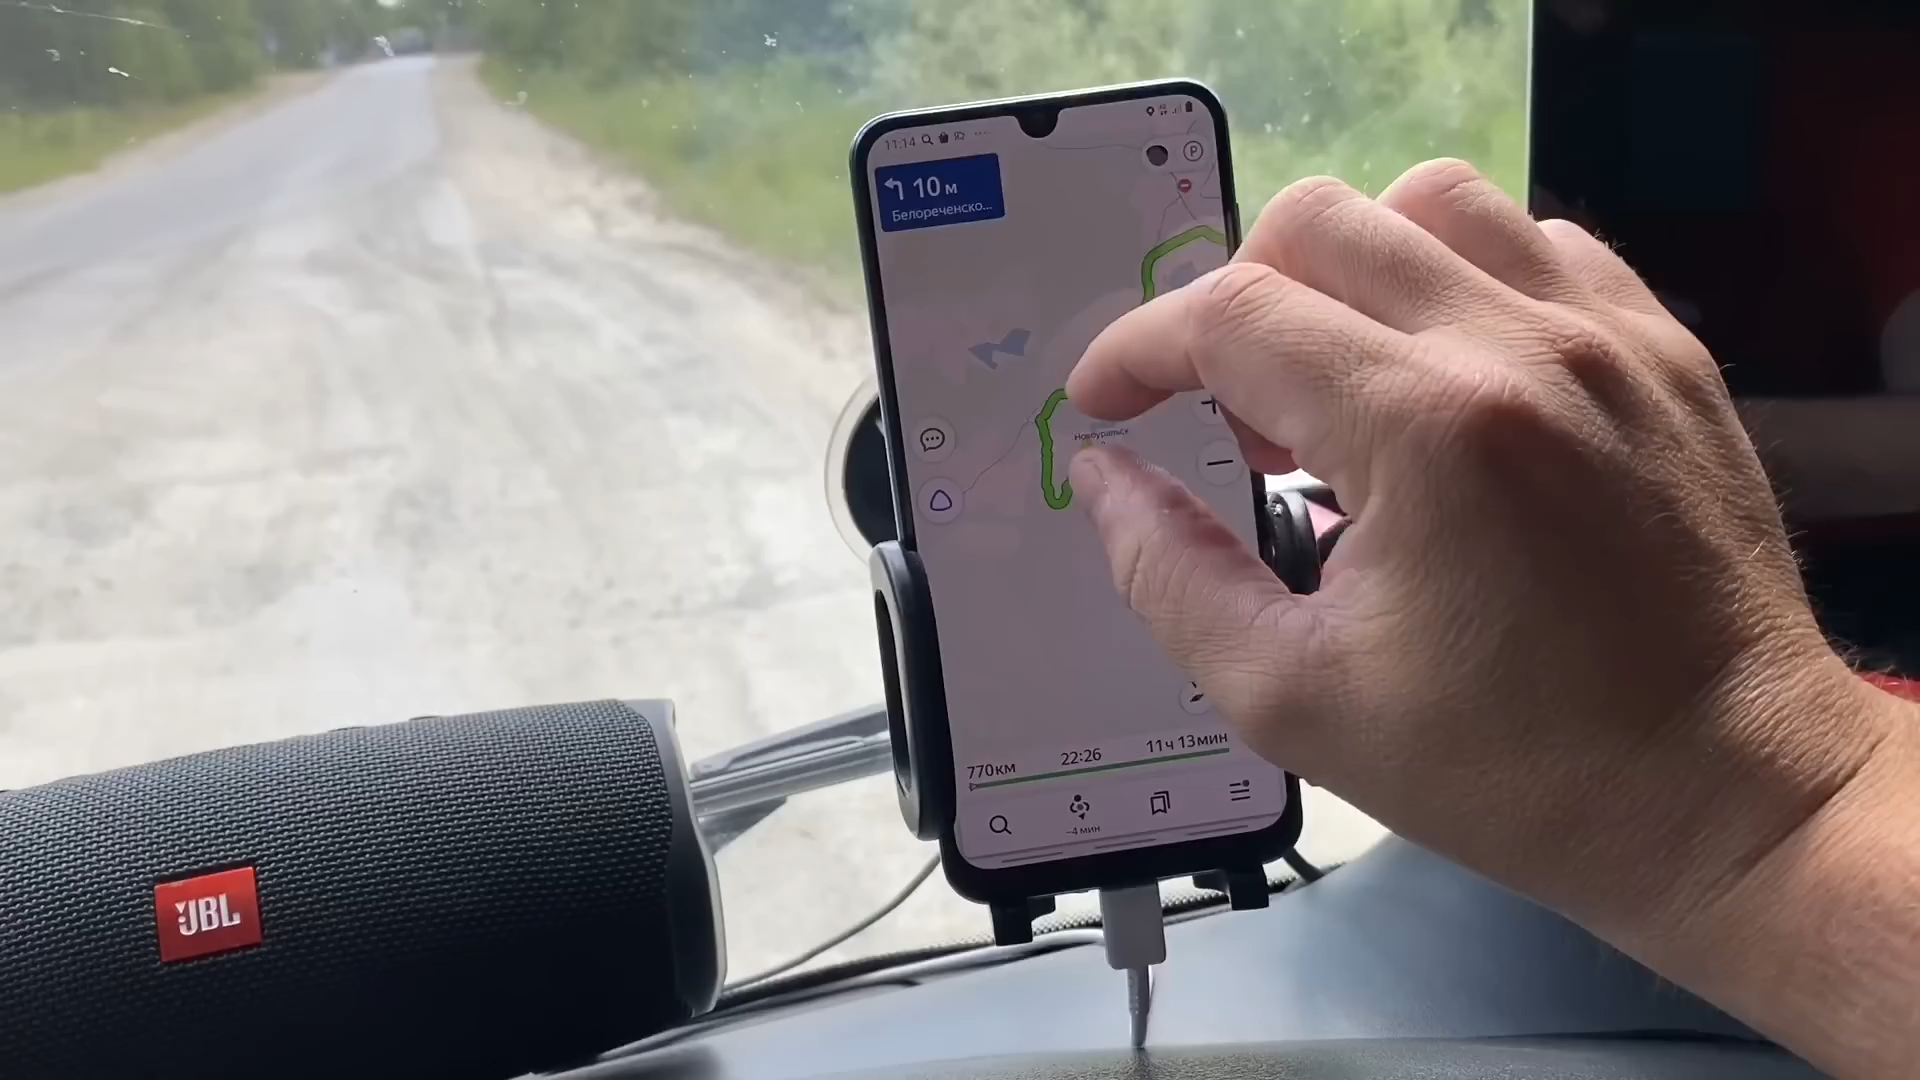 11:14
P
10 м
Белореченско...
Новоуральск
770км 22:26 11ч 13мин
–4 мин
JBL